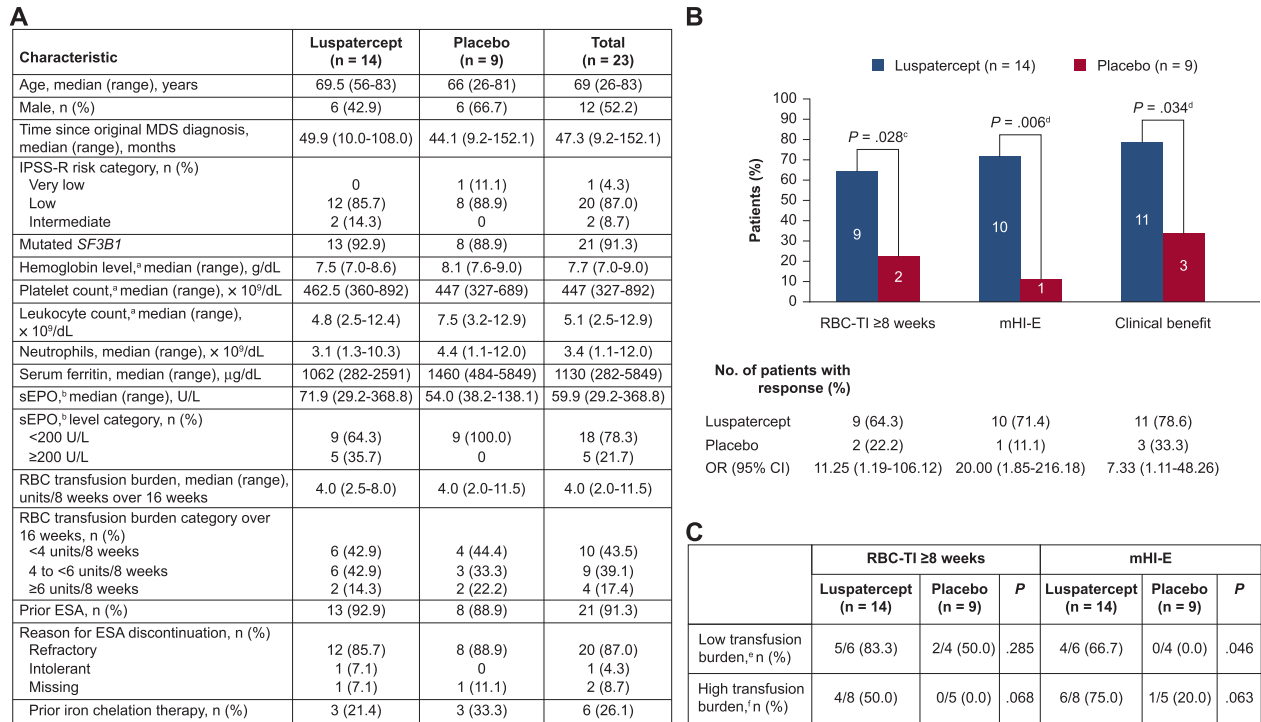 A
Characteristic Luspatercept (n = 14) Placebo (n = 9) Total (n = 23)
Age, median (range), years 69.5 (56-83) 66 (26-81) 69 (26-83)
Male, n (%) 6 (42.9) 6 (66.7) 12 (52.2)
Time since original MDS diagnosis,
median (range), months 49.9 (10.0-108.0) 44.1 (9.2-152.1) 47.3 (9.2-152.1)
IPSS-R risk category, n (%)
Very low 0 1 (11.1) 1 (4.3)
Low 12 (85.7) 8 (88.9) 20 (87.0)
Intermediate 2 (14.3) 0 2 (8.7)
Mutated SF3B1 13 (92.9) 8 (88.9) 21 (91.3)
Hemoglobin level,ᵃ median (range), g/dL 7.5 (7.0-8.6) 8.1 (7.6-9.0) 7.7 (7.0-9.0)
Platelet count,ᵃ median (range), × 10⁹/dL 462.5 (360-892) 447 (327-689) 447 (327-892)
Leukocyte count,ᵃ median (range),
× 10⁹/dL 4.8 (2.5-12.4) 7.5 (3.2-12.9) 5.1 (2.5-12.9)
Neutrophils, median (range), × 10⁹/dL 3.1 (1.3-10.3) 4.4 (1.1-12.0) 3.4 (1.1-12.0)
Serum ferritin, median (range), μg/dL 1062 (282-2591) 1460 (484-5849) 1130 (282-5849)
sEPO,ᵇ median (range), U/L 71.9 (29.2-368.8) 54.0 (38.2-138.1) 59.9 (29.2-368.8)
sEPO,ᵇ level category, n (%)
<200 U/L 9 (64.3) 9 (100.0) 18 (78.3)
≥200 U/L 5 (35.7) 0 5 (21.7)
RBC transfusion burden, median (range),
units/8 weeks over 16 weeks 4.0 (2.5-8.0) 4.0 (2.0-11.5) 4.0 (2.0-11.5)
RBC transfusion burden category over
16 weeks, n (%)
<4 units/8 weeks 6 (42.9) 4 (44.4) 10 (43.5)
4 to <6 units/8 weeks 6 (42.9) 3 (33.3) 9 (39.1)
≥6 units/8 weeks 2 (14.3) 2 (22.2) 4 (17.4)
Prior ESA, n (%) 13 (92.9) 8 (88.9) 21 (91.3)
Reason for ESA discontinuation, n (%)
Refractory 12 (85.7) 8 (88.9) 20 (87.0)
Intolerant 1 (7.1) 0 1 (4.3)
Missing 1 (7.1) 1 (11.1) 2 (8.7)
Prior iron chelation therapy, n (%) 3 (21.4) 3 (33.3) 6 (26.1)
B
Luspatercept (n = 14) Placebo (n = 9)
Patients (%)
100
90
80
70
60
50
40
30
20
10
0
P = .028ᶜ
P = .006ᵈ
P = .034ᵈ
9
2
10
1
11
3
RBC-TI ≥8 weeks mHI-E Clinical benefit
No. of patients with
response (%)
Luspatercept 9 (64.3) 10 (71.4) 11 (78.6)
Placebo 2 (22.2) 1 (11.1) 3 (33.3)
OR (95% CI) 11.25 (1.19-106.12) 20.00 (1.85-216.18) 7.33 (1.11-48.26)
C
RBC-TI ≥8 weeks mHI-E
Luspatercept (n = 14) Placebo (n = 9) P Luspatercept (n = 14) Placebo (n = 9) P
Low transfusion
burden,ᵉ n (%) 5/6 (83.3) 2/4 (50.0) .285 4/6 (66.7) 0/4 (0.0) .046
High transfusion
burden,ᶠ n (%) 4/8 (50.0) 0/5 (0.0) .068 6/8 (75.0) 1/5 (20.0) .063